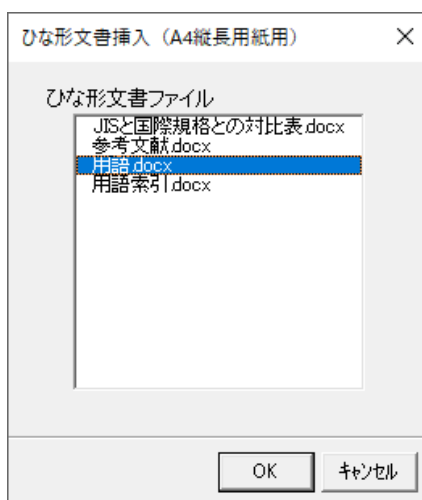 ひな形文書挿入（A4縦長用紙用）
ひな形文書ファイル
JISと国際規格との対比表.docx
参考文献.docx
用語.docx
用語索引.docx
OK
キャンセル